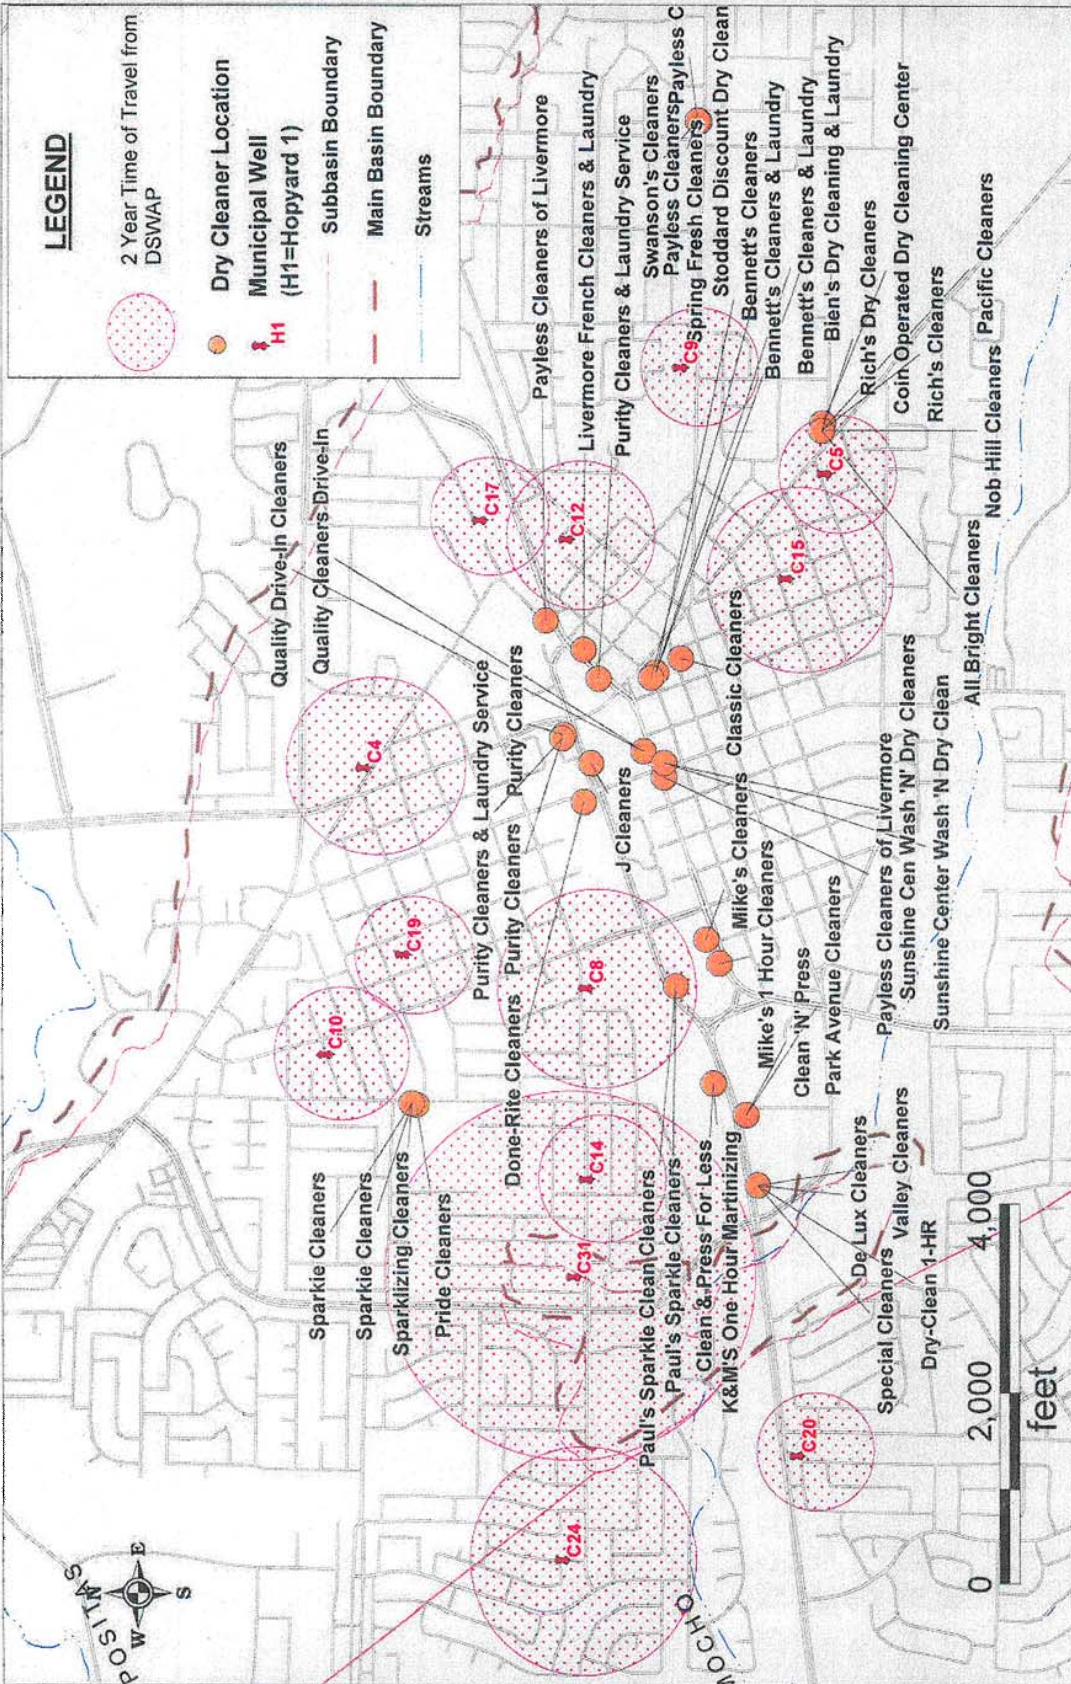 LEGEND
2 Year Time of Travel from
DSWAP
Dry Cleaner Location
Municipal Well
(H1=Hopyard 1)
H1
Subbasin Boundary
Main Basin Boundary
Streams
POSITAS
N
W
E
S
MOCHO
Quality Drive-In Cleaners
Quality Cleaners Drive-In
Payless Cleaners of Livermore
Livermore French Cleaners & Laundry
Purity Cleaners & Laundry Service
Swanson's Cleaners
Payless Cleaners
Payless C
Spring Fresh Cleaners
Stoddard Discount Dry Clean
Bennett's Cleaners
Bennett's Cleaners & Laundry
Bennett's Cleaners & Laundry
Bien's Dry Cleaning & Laundry
Rich's Dry Cleaners
Coin Operated Dry Cleaning Center
Rich's Cleaners
Pacific Cleaners
Nob Hill Cleaners
All Bright Cleaners
Purity Cleaners & Laundry Service
Purity Cleaners
Purity Cleaners
Done-Rite Cleaners
J Cleaners
Classic Cleaners
Mike's Cleaners
Mike's 1 Hour Cleaners
Clean 'N' Press
Park Avenue Cleaners
Payless Cleaners of Livermore
Sunshine Cen Wash 'N' Dry Cleaners
Sunshine Center Wash 'N Dry Clean
Sparkie Cleaners
Sparkie Cleaners
Sparklizing Cleaners
Pride Cleaners
Paul's Sparkle Clean Cleaners
Paul's Sparkle Cleaners
Clean & Press For Less
K&M'S One Hour Martinizing
De Lux Cleaners
Valley Cleaners
Special Cleaners
Dry-Clean 1-HR
C4
C17
C12
C9
C5
C15
C19
C10
C8
C14
C31
C24
C20
0
2,000
4,000
feet